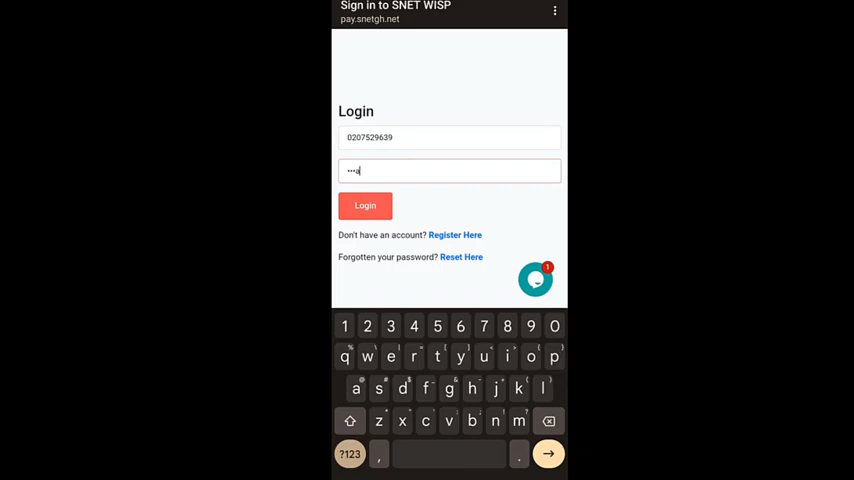 Sign in to SNET WISP
pay.snetgh.net
Login
0207529639
•••a
Login
Don't have an account? Register Here
Forgotten your password? Reset Here
1
1 2 3 4 5 6 7 8 9 0
q w e r t y u i o p
a s d f g h j k l
z x c v b n m
?123 , .